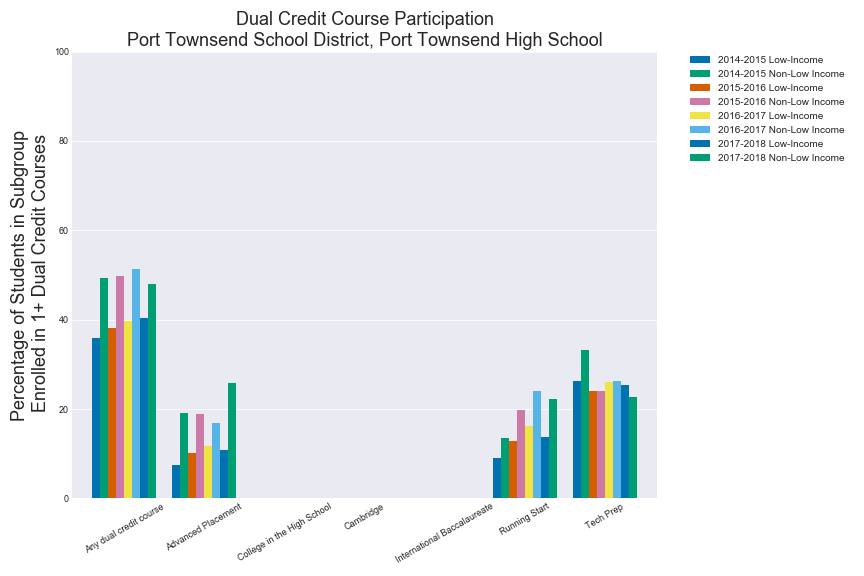 Dual Credit Course Participation
Port Townsend School District, Port Townsend High School
Percentage of Students in Subgroup
Enrolled in 1+ Dual Credit Courses
100
80
60
40
20
0
Any dual credit course
Advanced Placement
College in the High School
Cambridge
International Baccalaureate
Running Start
Tech Prep
2014-2015 Low-Income
2014-2015 Non-Low Income
2015-2016 Low-Income
2015-2016 Non-Low Income
2016-2017 Low-Income
2016-2017 Non-Low Income
2017-2018 Low-Income
2017-2018 Non-Low Income